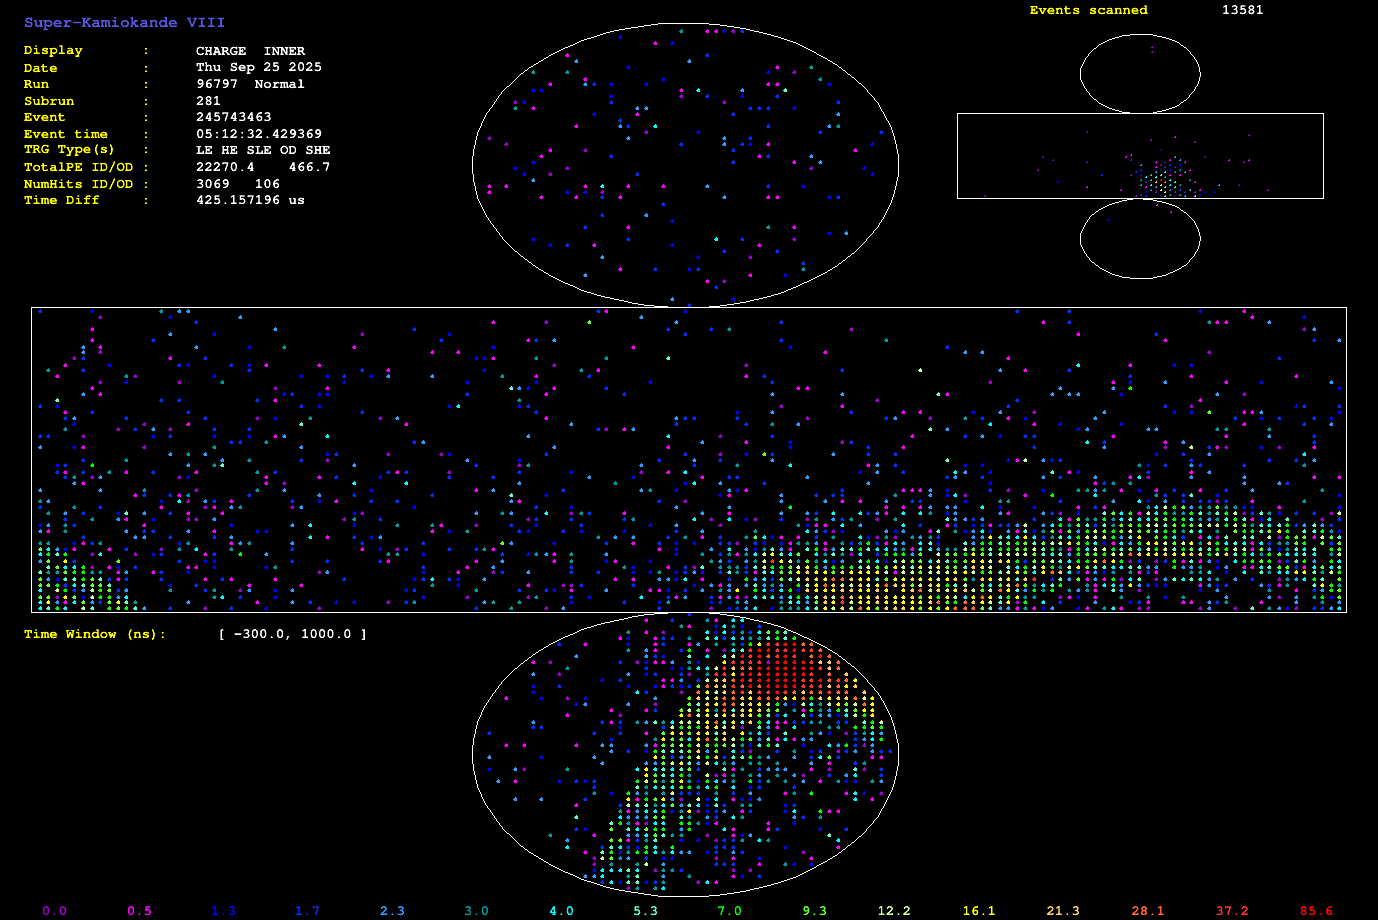 Super-Kamiokande VIII
Events scanned 13581
Display : CHARGE INNER
Date : Thu Sep 25 2025
Run : 96797 Normal
Subrun : 281
Event : 245743463
Event time : 05:12:32.429369
TRG Type(s) : LE HE SLE OD SHE
TotalPE ID/OD : 22270.4 466.7
NumHits ID/OD : 3069 106
Time Diff : 425.157196 us
Time Window (ns): [ -300.0, 1000.0 ]
0.0 0.5 1.3 1.7 2.3 3.0 4.0 5.3 7.0 9.3 12.2 16.1 21.3 28.1 37.2 85.6